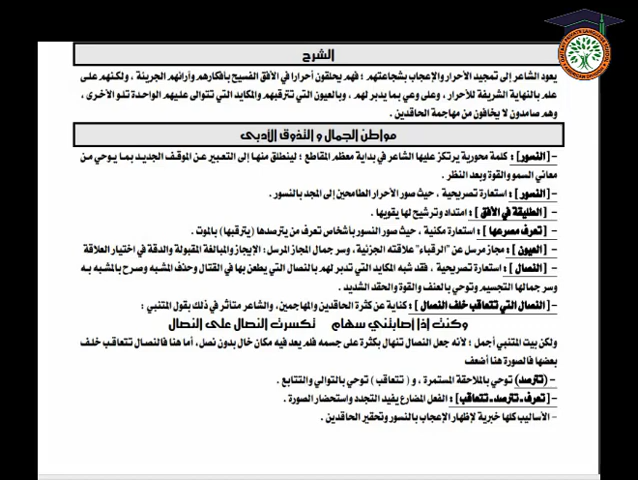 الشرح
يعود الشاعر إلى تمجيد الأحرار والإعجاب بشجاعتهم ؛ فهم يحلقون أحرارا في الأفق الفسيح بأفكارهم وآرائهم الجريئة ، ولكنهم على
علم بالنهاية الشريفة للأحرار ، وعلى وعي بما يدبر لهم ، وبالعيون التي تترقبهم والمكايد التي تتوالى عليهم الواحدة تلو الأخرى ،
وهم صامدون لا يخافون من مهاجمة الحاقدين .
مواطن الجمال و التذوق الأدبى
-[النسور] : كلمة محورية يرتكز عليها الشاعر في بداية معظم المقاطع ؛ لينطلق منها إلى التعبير عن الموقف الجديد بما يوحي من
معاني السمو والقوة وبعد النظر .
-[النسور] : استعارة تصريحية ، حيث صور الأحرار الطامحين إلى المجد بالنسور .
-[الطليقة في الأفق] : امتداد وترشيح لها يقويها .
-[تعرف مصرعها] : استعارة مكنية ، حيث صور النسور بأشخاص تعرف من يترصدها (يترقبها) بالموت .
-[العيون] : مجاز مرسل عن "الرقباء" علاقته الجزئية، وسر جمال المجاز المرسل: الإيجاز والمبالغة المقبولة والدقة في اختيار العلاقة
-[النصال] : استعارة تصريحية ، فقد شبه المكايد التي تدبر لهم بالنصال التي يطعن بها في القتال وحذف المشبه وصرح بالمشبه به
وسر جمالها التجسيم وتوحي بالعنف والقوة والحقد الشديد .
-[النصال التي تتعاقب خلف النصال] : كناية عن كثرة الحاقدين والمهاجمين، والشاعر متأثر في ذلك بقول المتنبي :
وكنت إذا أصابتني سهام تكسرت النصال على النصال
ولكن بيت المتنبي أجمل ؛ لأنه جعل النصال تنهال بكثرة على جسمه فلم يعد فيه مكان خال بدون نصل، أما هنا فالنصال تتعاقب خلف
بعضها فالصورة هنا أضعف
- (تترصد) توحي بالملاحقة المستمرة ، و ( تتعاقب ) توحي بالتوالي والتتابع .
-[تعرف - تترصد - تتعاقب] : الفعل المضارع يفيد التجدد واستحضار الصورة .
- الأساليب كلها خبرية لإظهار الإعجاب بالنسور وتحقير الحاقدين .